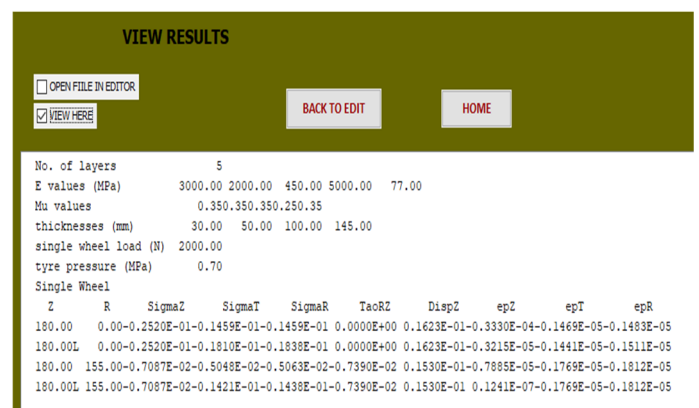 VIEW RESULTS
OPEN FIILE IN EDITOR
VIEW HERE
BACK TO EDIT
HOME
No. of layers 5
E values (MPa) 3000.00 2000.00 450.00 5000.00 77.00
Mu values 0.350.350.350.250.35
thicknesses (mm) 30.00 50.00 100.00 145.00
single wheel load (N) 2000.00
tyre pressure (MPa) 0.70
Single Wheel
Z R SigmaZ SigmaT SigmaR TaoRZ DispZ epZ epT epR
180.00 0.00-0.2520E-01-0.1459E-01-0.1459E-01 0.0000E+00 0.1623E-01-0.3330E-04-0.1469E-05-0.1483E-05
180.00L 0.00-0.2520E-01-0.1810E-01-0.1838E-01 0.0000E+00 0.1623E-01-0.3215E-05-0.1441E-05-0.1511E-05
180.00 155.00-0.7087E-02-0.5048E-02-0.5063E-02-0.7390E-02 0.1530E-01-0.7885E-05-0.1769E-05-0.1812E-05
180.00L 155.00-0.7087E-02-0.1421E-01-0.1438E-01-0.7390E-02 0.1530E-01 0.1241E-07-0.1769E-05-0.1812E-05